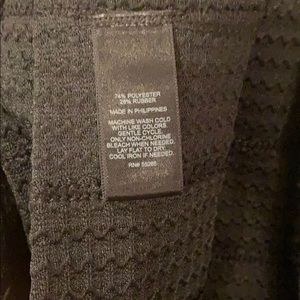 74% POLYESTER
26% RUBBER
MADE IN PHILIPPINES
MACHINE WASH COLD
WITH LIKE COLORS.
GENTLE CYCLE.
ONLY NON-CHLORINE
BLEACH WHEN NEEDED.
LAY FLAT TO DRY.
COOL IRON IF NEEDED.
RN# 55285